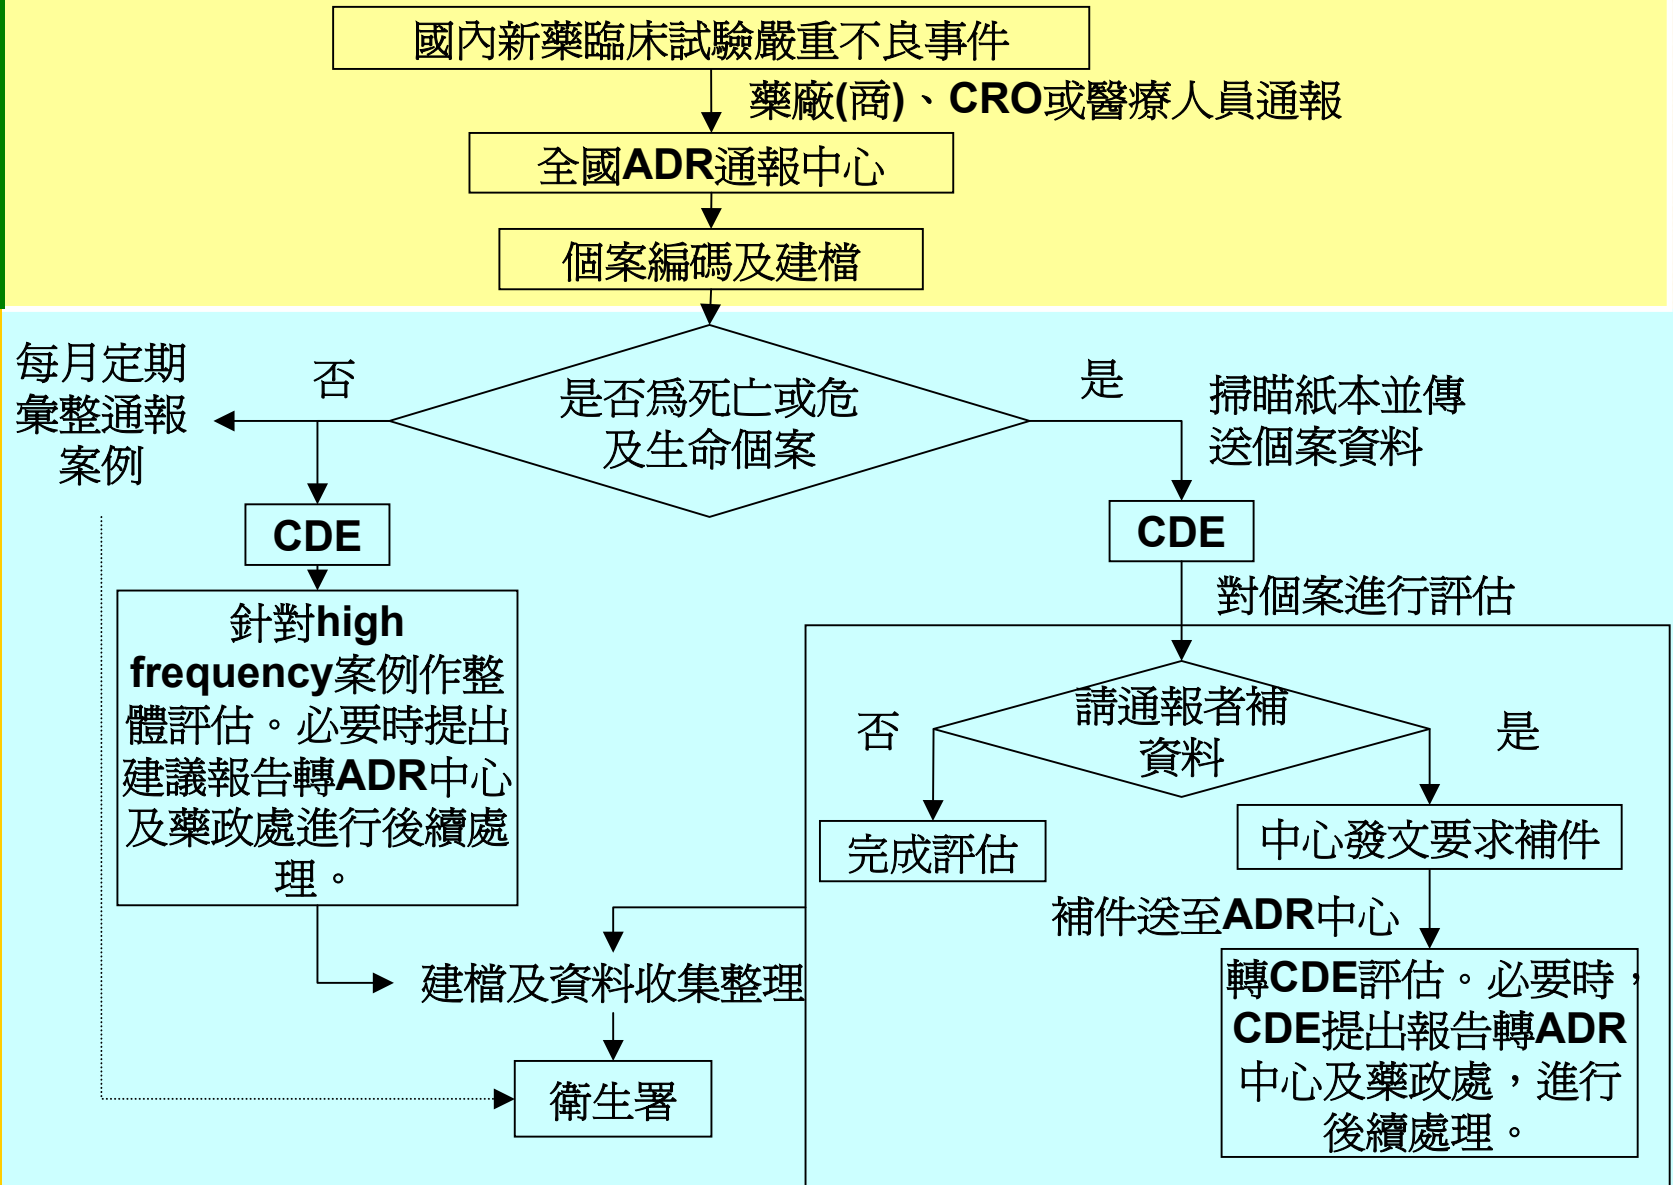 國內新藥臨床試驗嚴重不良事件
藥廠(商)、CRO或醫療人員通報
全國ADR通報中心
個案編碼及建檔
每月定期
彙整通報
案例
否
是否為死亡或危
及生命個案
是
掃瞄紙本並傳
送個案資料
CDE
CDE
對個案進行評估
針對high
frequency案例作整
體評估。必要時提出
建議報告轉ADR中心
及藥政處進行後續處
理。
請通報者補
資料
否
是
完成評估
中心發文要求補件
補件送至ADR中心
建檔及資料收集整理
轉CDE評估。必要時，
CDE提出報告轉ADR
中心及藥政處，進行
後續處理。
衛生署